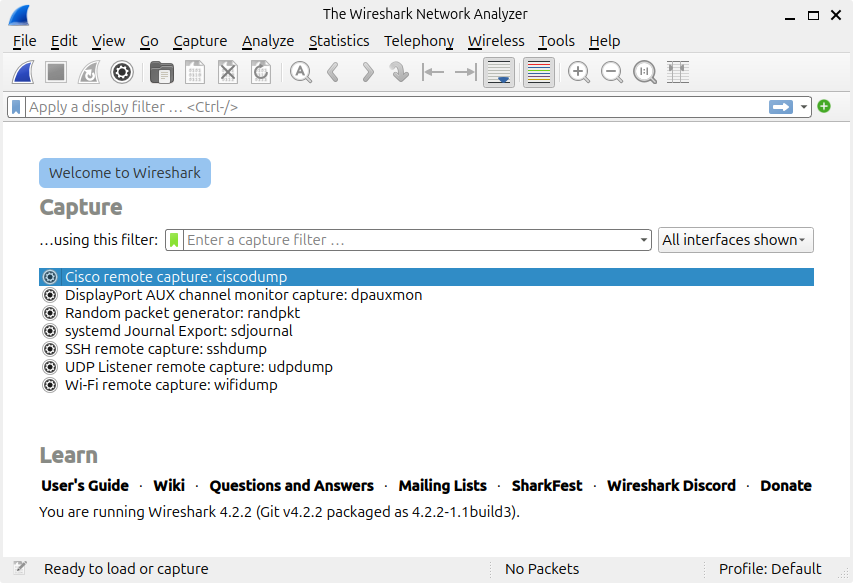 The Wireshark Network Analyzer
File Edit View Go Capture Analyze Statistics Telephony Wireless Tools Help
Apply a display filter … <Ctrl-/>
Welcome to Wireshark
Capture
…using this filter: Enter a capture filter … All interfaces shown
Cisco remote capture: ciscodump
DisplayPort AUX channel monitor capture: dpauxmon
Random packet generator: randpkt
systemd Journal Export: sdjournal
SSH remote capture: sshdump
UDP Listener remote capture: udpdump
Wi-Fi remote capture: wifidump
Learn
User's Guide · Wiki · Questions and Answers · Mailing Lists · SharkFest · Wireshark Discord · Donate
You are running Wireshark 4.2.2 (Git v4.2.2 packaged as 4.2.2-1.1build3).
Ready to load or capture No Packets Profile: Default